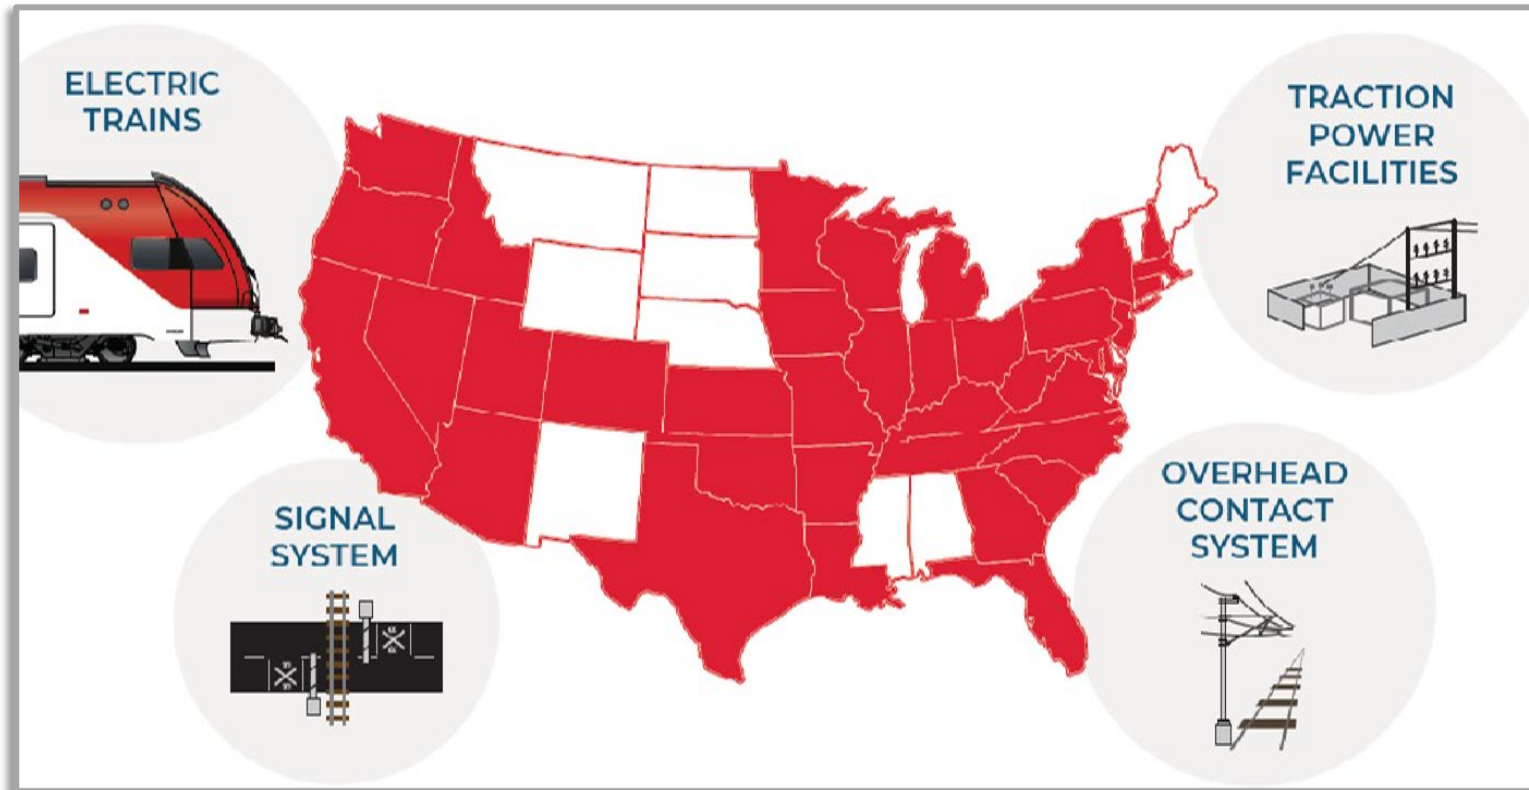 ELECTRIC
TRAINS
TRACTION
POWER
FACILITIES
SIGNAL
SYSTEM
OVERHEAD
CONTACT
SYSTEM